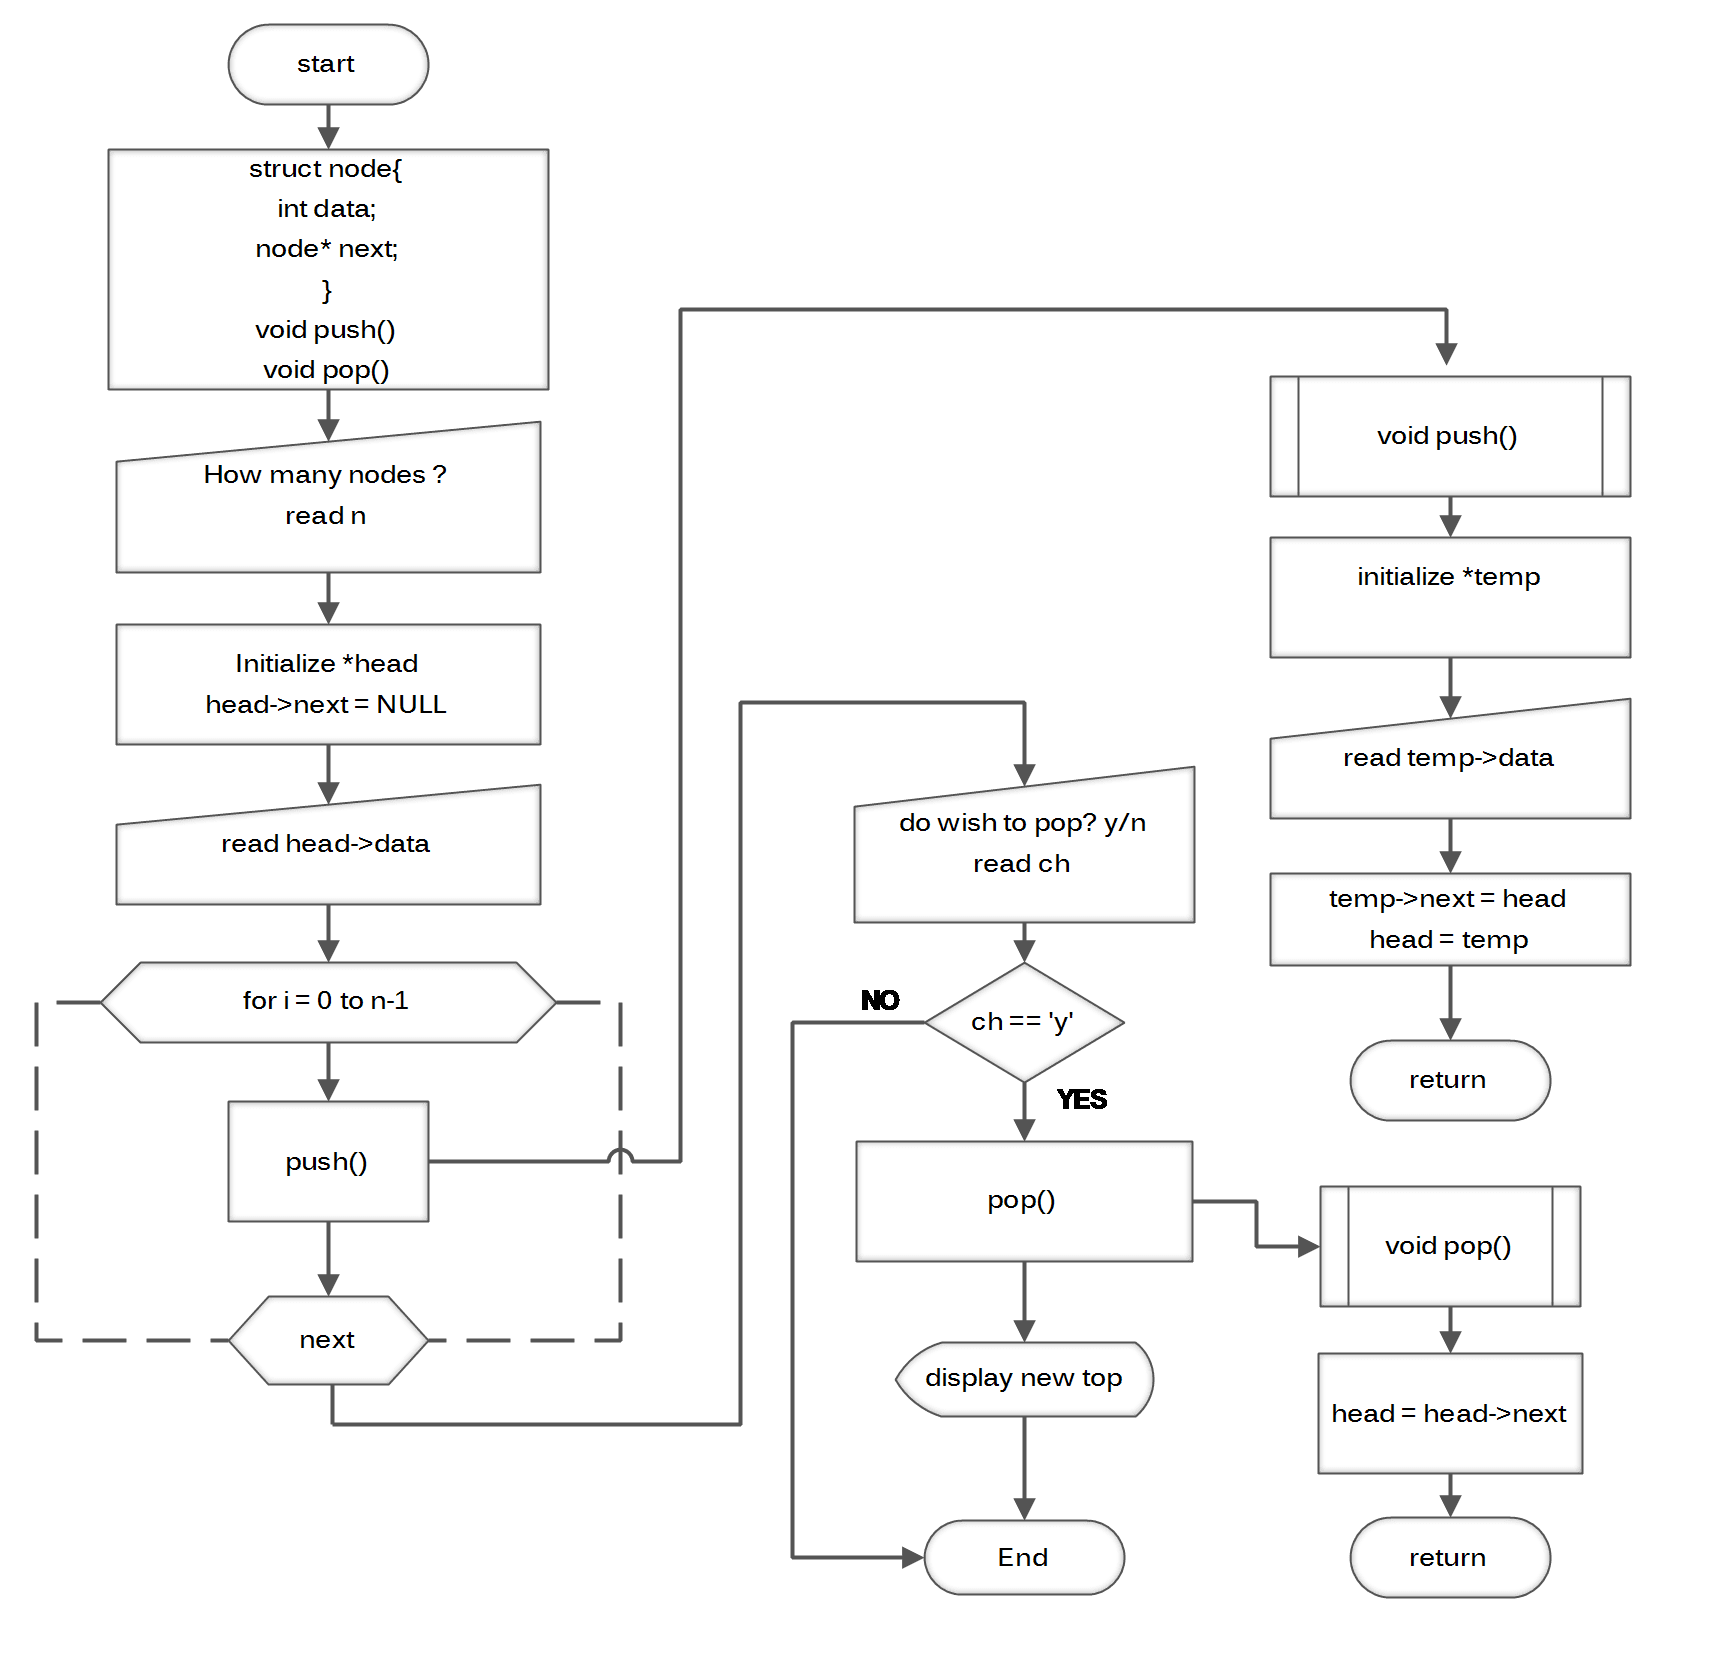 start
struct node{
int data;
node* next;
}
void push()
void pop()
How many nodes ?
read n
Initialize *head
head->next = NULL
read head->data
for i = 0 to n-1
push()
next
do wish to pop? y/n
read ch
ch == 'y'
NO
YES
pop()
display new top
End
void push()
initialize *temp
read temp->data
temp->next = head
head = temp
return
void pop()
head = head->next
return